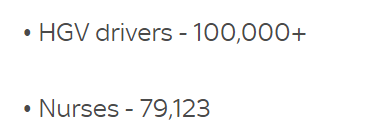 • HGV drivers - 100,000+
• Nurses - 79,123